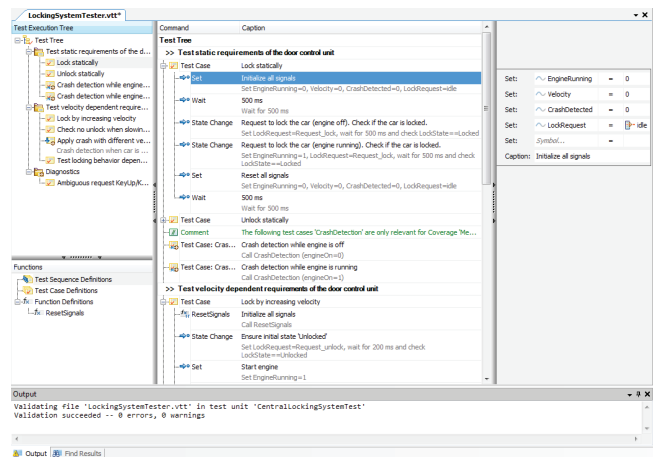 LockingSystemTester.vtt*
Test Execution Tree
Test Tree
Test static requirements of the d...
Lock statically
Unlock statically
Crash detection while engine...
Crash detection while engine...
Test velocity dependent require...
Lock by increasing velocity
Check no unlock when slowin...
Apply crash with different ve...
Crash detection when car is ...
Test locking behavior depen...
Diagnostics
Ambiguous request KeyUp/K...
Functions
Test Sequence Definitions
Test Case Definitions
fx Function Definitions
fx ResetSignals
Command Caption
Test Tree
>> Test static requirements of the door control unit
Test Case Lock statically
Set Initialize all signals
Set EngineRunning=0, Velocity=0, CrashDetected=0, LockRequest=idle
Wait 500 ms
Wait for 500 ms
State Change Request to lock the car (engine off). Check if the car is locked.
Set LockRequest=Request_lock, wait for 500 ms and check LockState==Locked
State Change Request to lock the car (engine running). Check if the car is locked.
Set EngineRunning=1, LockRequest=Request_lock, wait for 500 ms and check
LockState==Locked
Set Reset all signals
Set EngineRunning=0, Velocity=0, CrashDetected=0, LockRequest=idle
Wait 500 ms
Wait for 500 ms
Test Case Unlock statically
Comment The following test cases 'CrashDetection' are only relevant for Coverage 'Me...
Test Case: Cras... Crash detection while engine is off
Call CrashDetection (engineOn=0)
Test Case: Cras... Crash detection while engine is running
Call CrashDetection (engineOn=1)
>> Test velocity dependent requirements of the door control unit
Test Case Lock by increasing velocity
fx ResetSignals Initialize all signals
Call ResetSignals
State Change Ensure initial state 'Unlocked'
Set LockRequest=Request_unlock, wait for 200 ms and check
LockState==Unlocked
Set Start engine
Set EngineRunning=1
Set: EngineRunning = 0
Set: Velocity = 0
Set: CrashDetected = 0
Set: LockRequest = idle
Set: Symbol... =
Caption: Initialize all signals
Output
Validating file 'LockingSystemTester.vtt' in test unit 'CentralLockingSystemTest'
Validation succeeded -- 0 errors, 0 warnings
Output Find Results